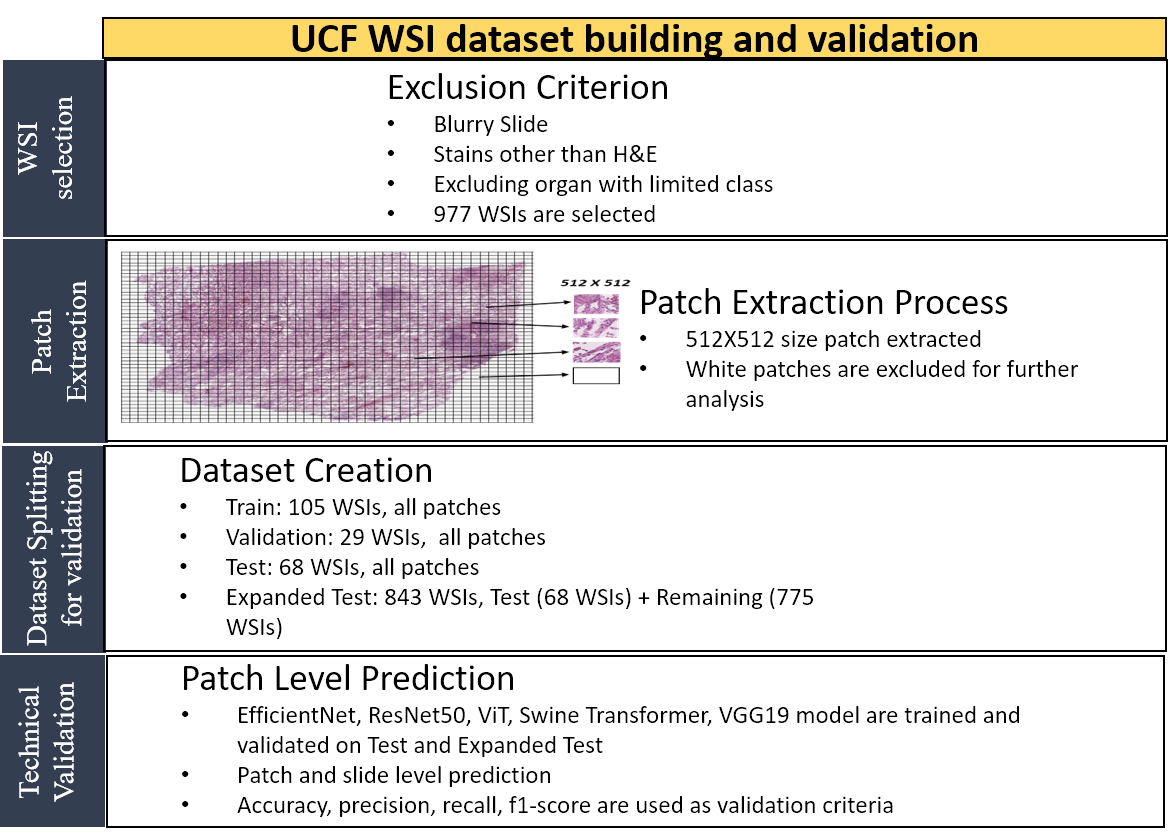 UCF WSI dataset building and validation
WSI
selection
Exclusion Criterion
• Blurry Slide
• Stains other than H&E
• Excluding organ with limited class
• 977 WSIs are selected
Patch
Extraction
512 X 512
Patch Extraction Process
• 512X512 size patch extracted
• White patches are excluded for further
analysis
Dataset Splitting
for validation
Dataset Creation
• Train: 105 WSIs, all patches
• Validation: 29 WSIs,  all patches
• Test: 68 WSIs, all patches
• Expanded Test: 843 WSIs, Test (68 WSIs) + Remaining (775
WSIs)
Technical
Validation
Patch Level Prediction
• EfficientNet, ResNet50, ViT, Swine Transformer, VGG19 model are trained and
validated on Test and Expanded Test
• Patch and slide level prediction
• Accuracy, precision, recall, f1-score are used as validation criteria